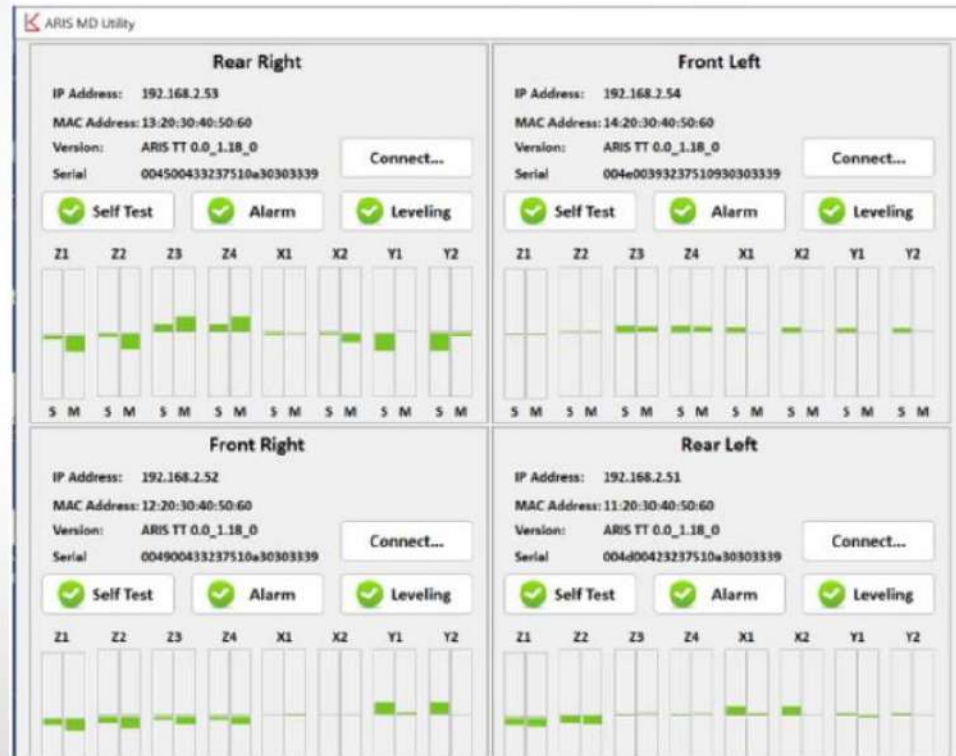 ARIS MD Utility
Rear Right
IP Address: 192.168.2.53
MAC Address: 13:20:30:40:50:60
Version: ARIS TT 0.0_1.18_0
Serial 004500433237510a30303339
Connect...
Self Test Alarm Leveling
Z1 Z2 Z3 Z4 X1 X2 Y1 Y2
S M S M S M S M S M S M S M S M
Front Left
IP Address: 192.168.2.54
MAC Address: 14:20:30:40:50:60
Version: ARIS TT 0.0_1.18_0
Serial 004e00393237510930303339
Connect...
Self Test Alarm Leveling
Z1 Z2 Z3 Z4 X1 X2 Y1 Y2
S M S M S M S M S M S M S M S M
Front Right
IP Address: 192.168.2.52
MAC Address: 12:20:30:40:50:60
Version: ARIS TT 0.0_1.18_0
Serial 004900433237510a30303339
Connect...
Self Test Alarm Leveling
Z1 Z2 Z3 Z4 X1 X2 Y1 Y2
Rear Left
IP Address: 192.168.2.51
MAC Address: 11:20:30:40:50:60
Version: ARIS TT 0.0_1.18_0
Serial 004d00423237510a30303339
Connect...
Self Test Alarm Leveling
Z1 Z2 Z3 Z4 X1 X2 Y1 Y2